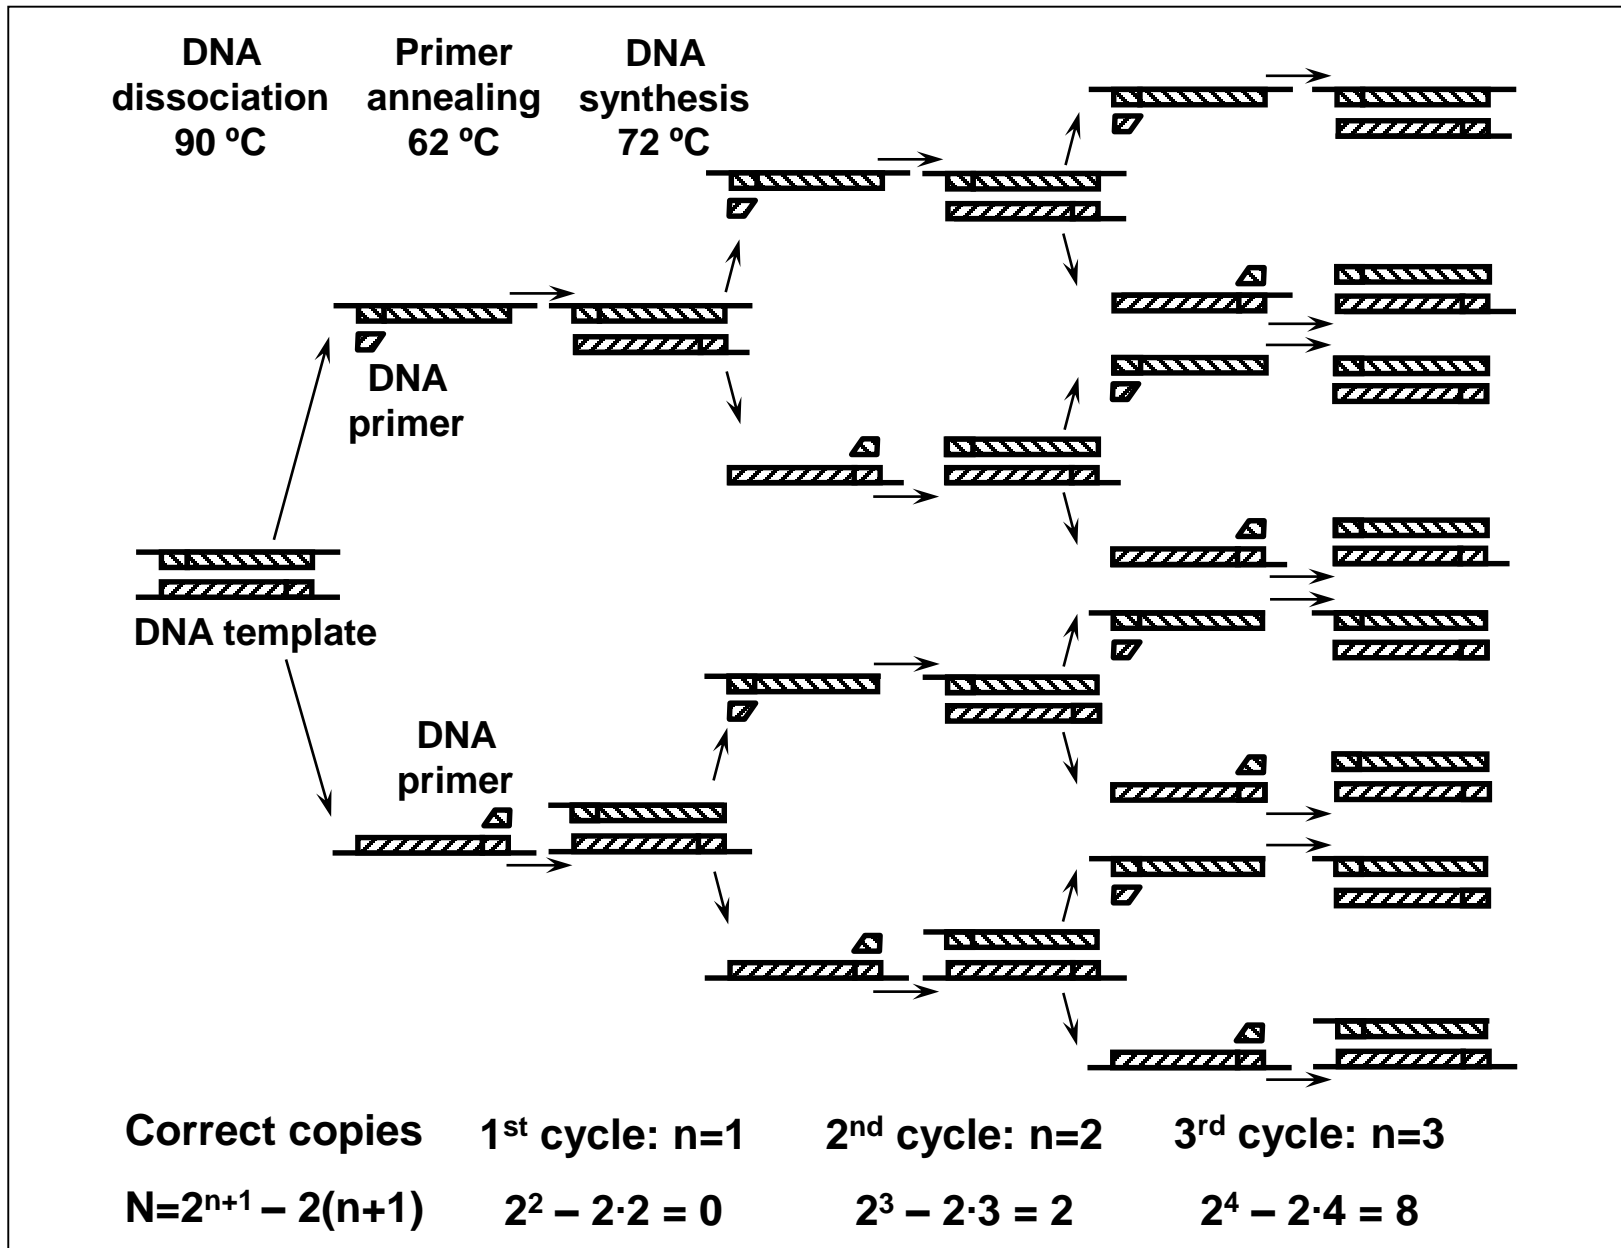 DNA
dissociation
90 ºC
Primer
annealing
62 ºC
DNA
synthesis
72 ºC
DNA
primer
DNA template
DNA
primer
Correct copies
1st cycle: n=1
2nd cycle: n=2
3rd cycle: n=3
N=2ⁿ⁺¹ – 2(n+1)
2² – 2·2 = 0
2³ – 2·3 = 2
2⁴ – 2·4 = 8